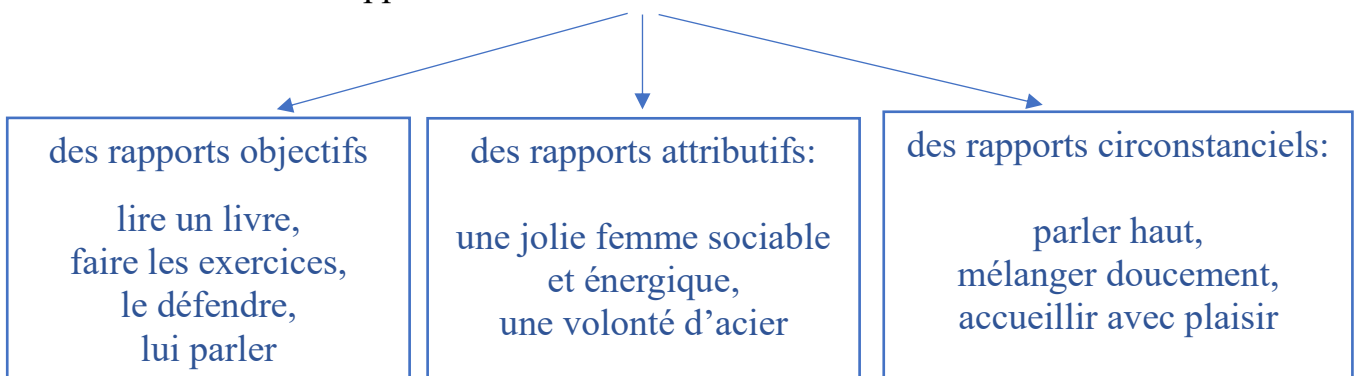 des rapports objectifs
lire un livre,
faire les exercices,
le défendre,
lui parler
des rapports attributifs:
une jolie femme sociable
et énergique,
une volonté d’acier
des rapports circonstanciels:
parler haut,
mélanger doucement,
accueillir avec plaisir